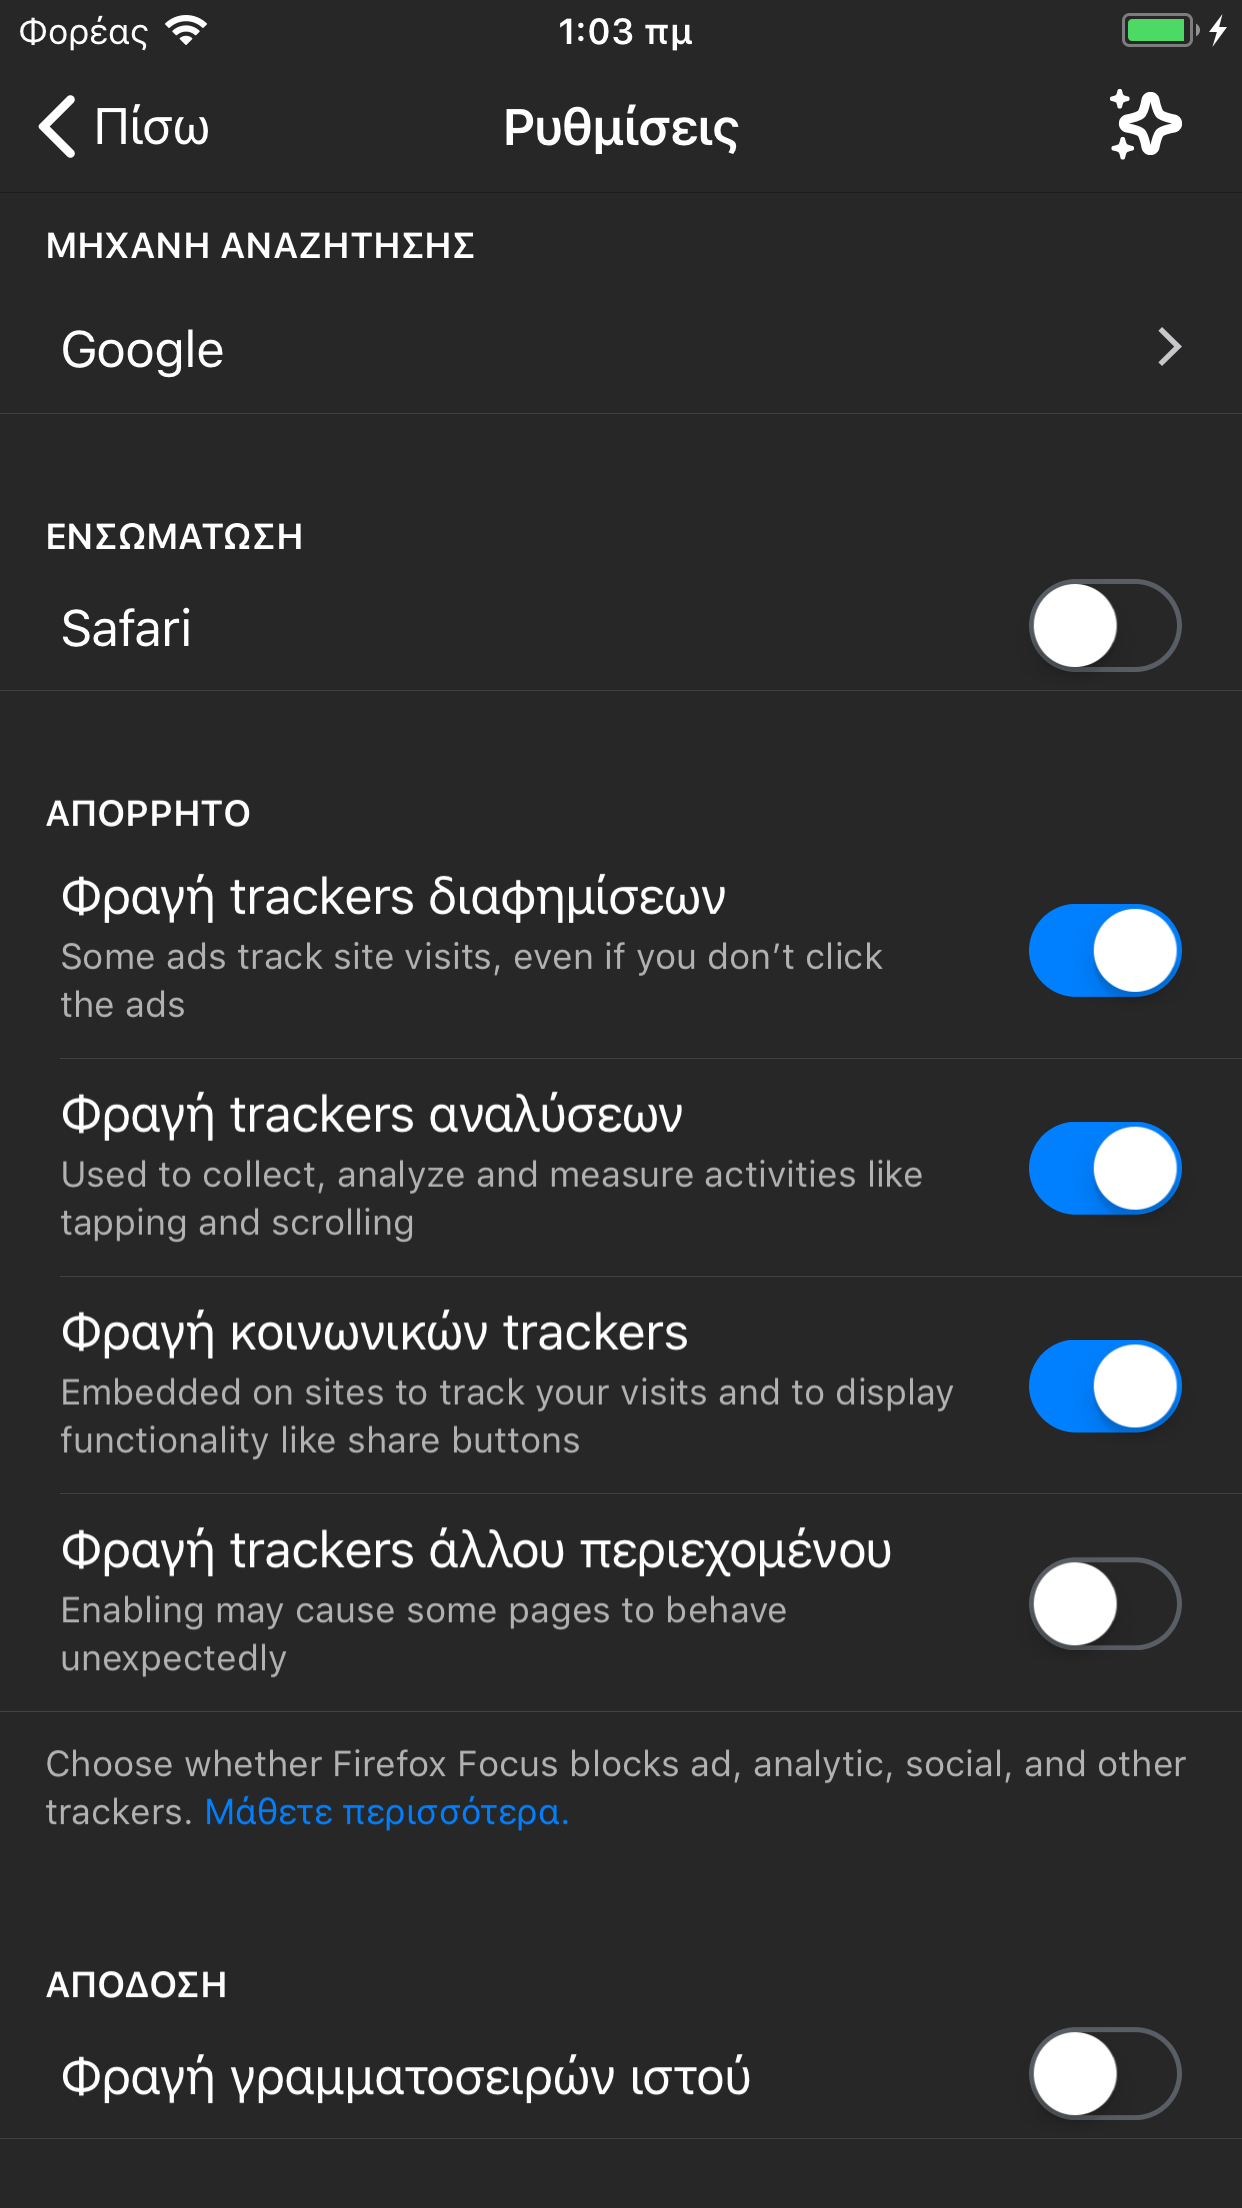 Φορέας
1:03 πμ
Πίσω
Ρυθμίσεις
ΜΗΧΑΝΗ ΑΝΑΖΗΤΗΣΗΣ
Google
ΕΝΣΩΜΑΤΩΣΗ
Safari
ΑΠΟΡΡΗΤΟ
Φραγή trackers διαφημίσεων
Some ads track site visits, even if you don’t click
the ads
Φραγή trackers αναλύσεων
Used to collect, analyze and measure activities like
tapping and scrolling
Φραγή κοινωνικών trackers
Embedded on sites to track your visits and to display
functionality like share buttons
Φραγή trackers άλλου περιεχομένου
Enabling may cause some pages to behave
unexpectedly
Choose whether Firefox Focus blocks ad, analytic, social, and other
trackers. Μάθετε περισσότερα.
ΑΠΟΔΟΣΗ
Φραγή γραμματοσειρών ιστού